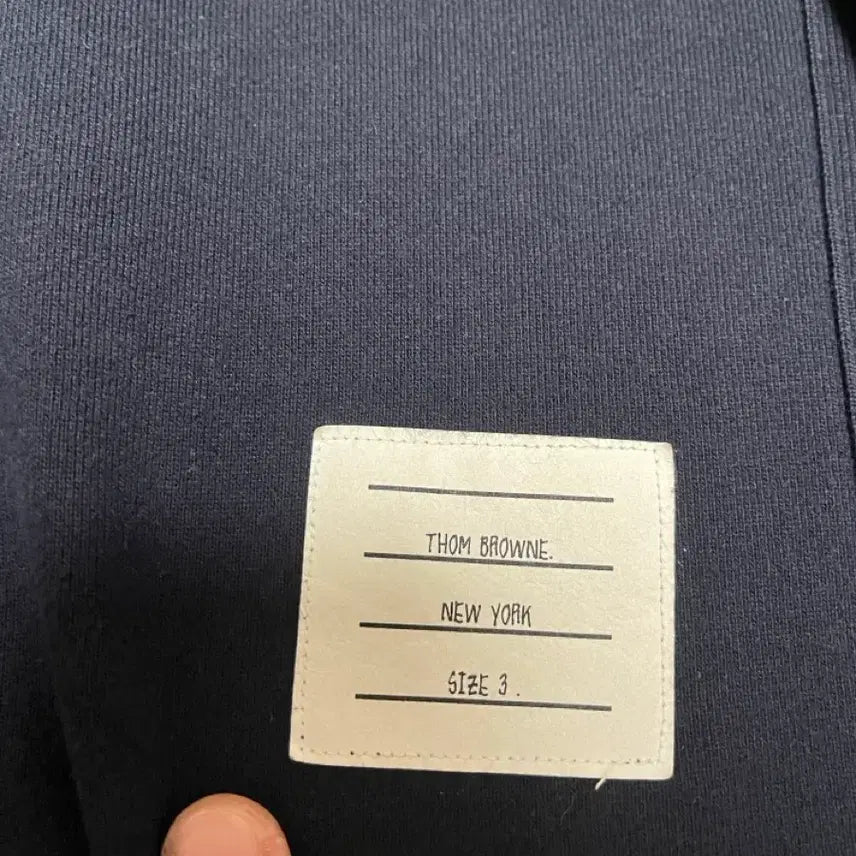 THOM BROWNE.
NEW YORK
SIZE 3.